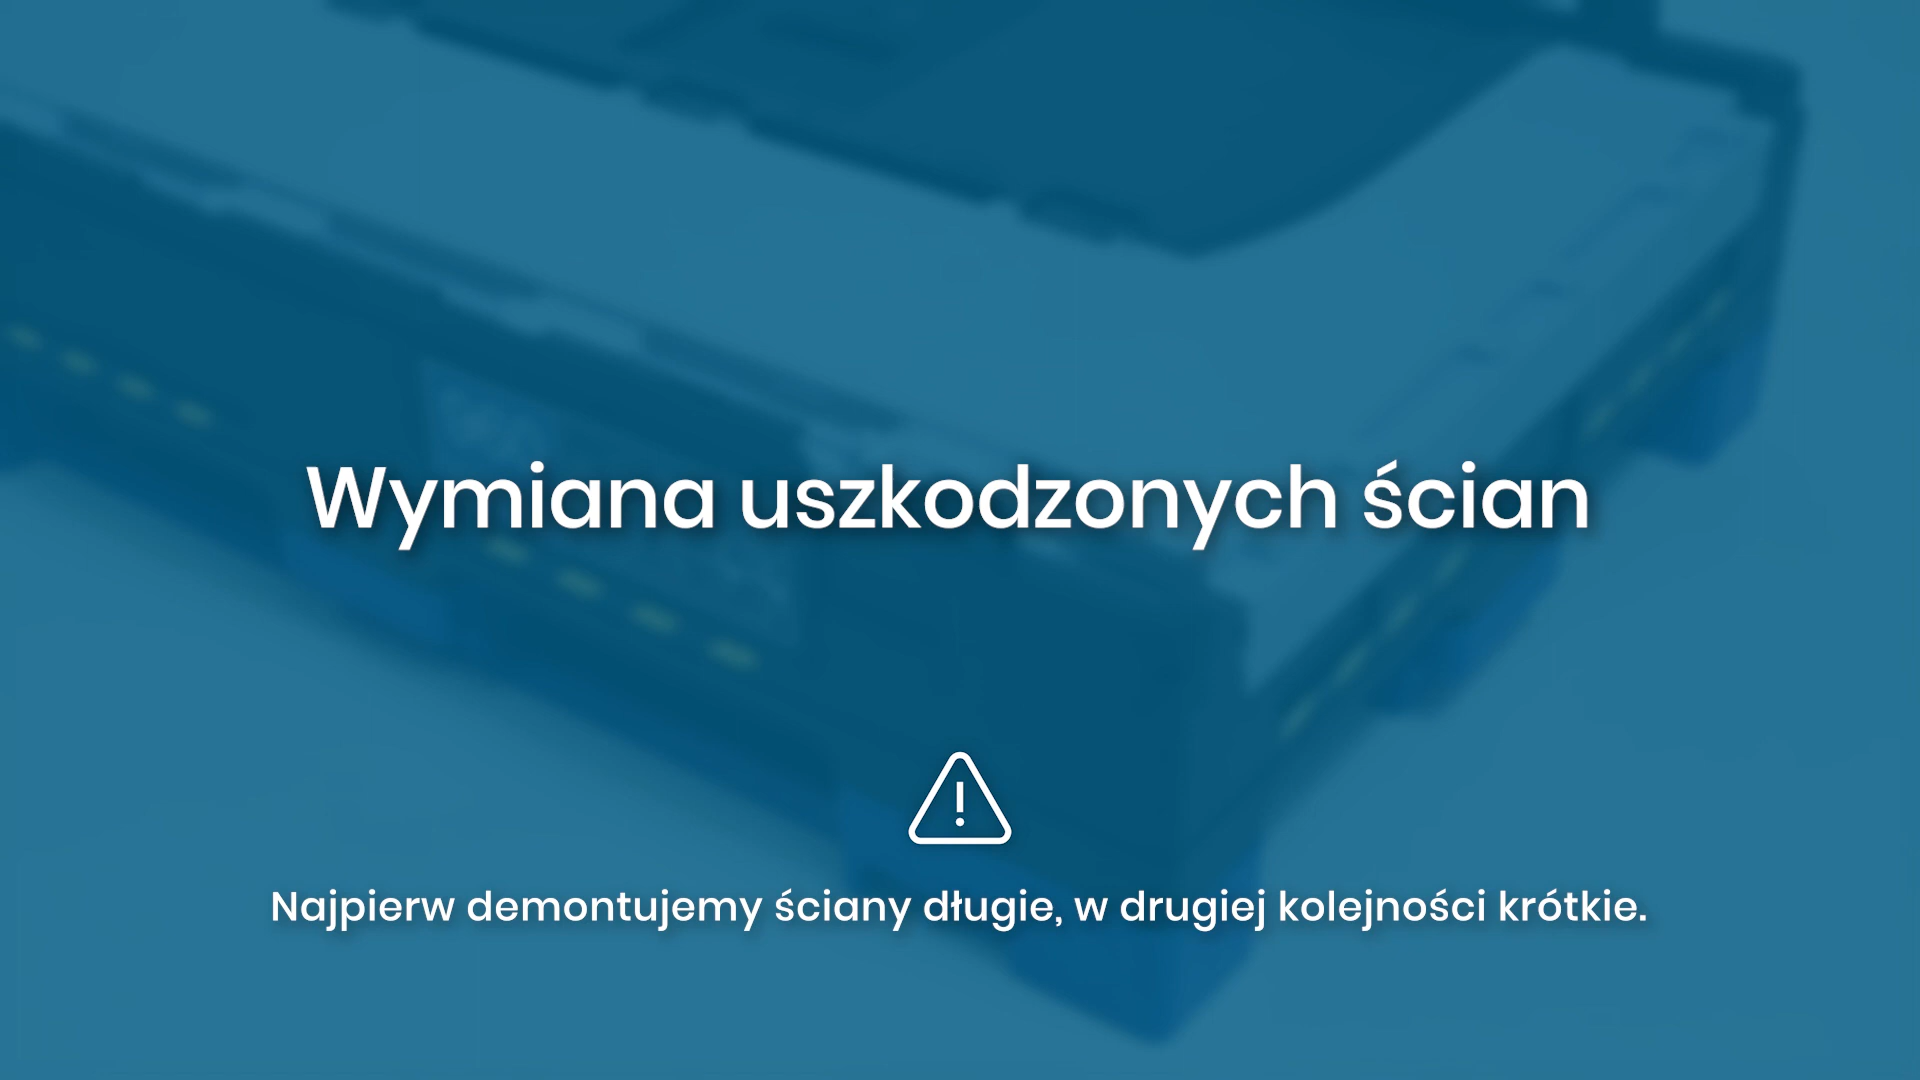 Wymiana uszkodzonych ścian
Najpierw demontujemy ściany długie, w drugiej kolejności krótkie.